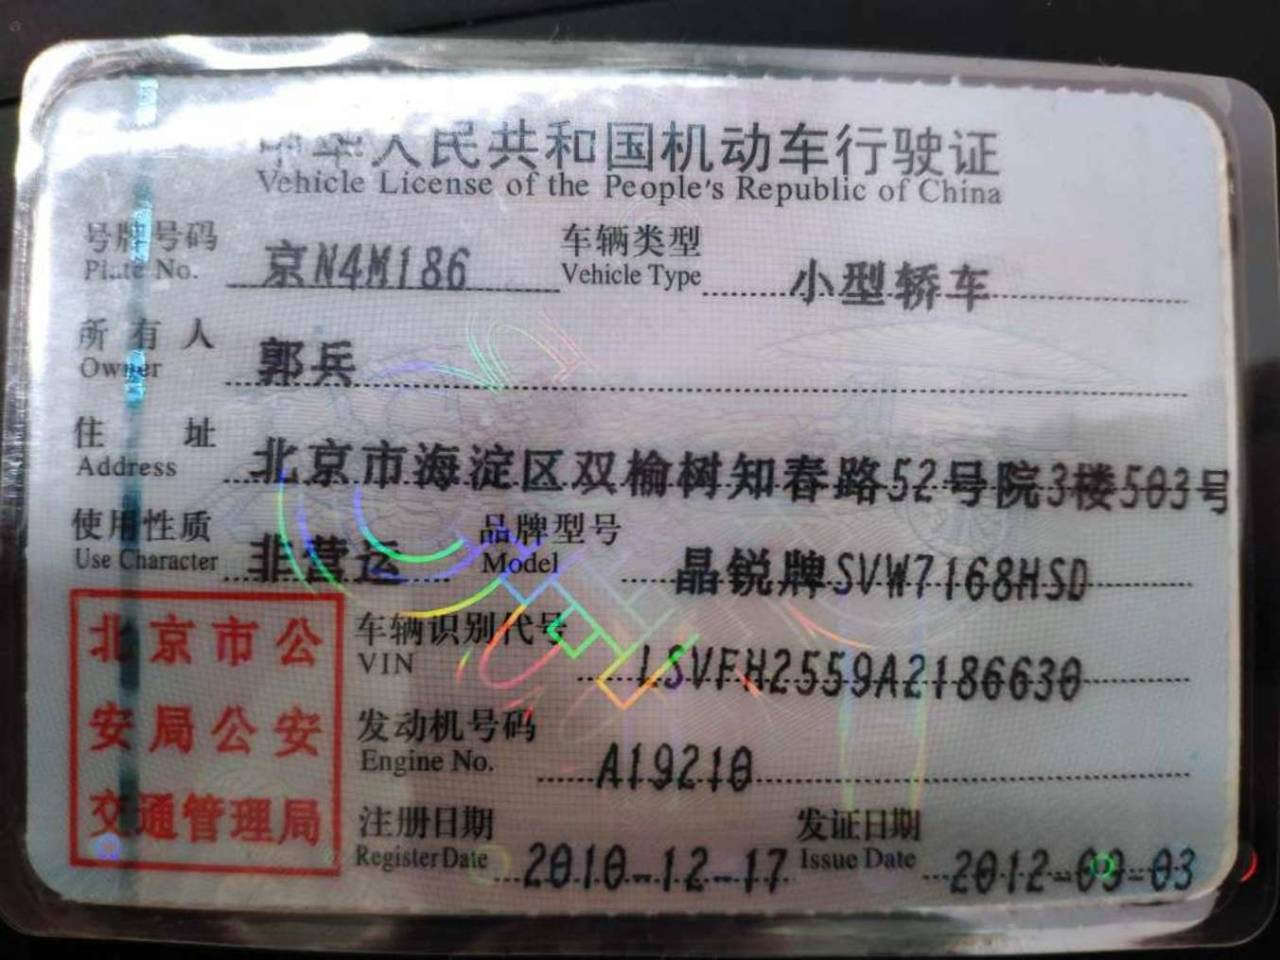 中华人民共和国机动车行驶证
Vehicle License of the People's Republic of China
号牌号码 京N4M186 车辆类型 小型轿车
Plate No. Vehicle Type
所有人 郭兵
Owner
住址 北京市海淀区双榆树知春路52号院3楼503号
Address
使用性质 非营运 品牌型号 晶锐牌SVW7168HSD
Use Character Model
北京市公
安局公安
交通管理局
车辆识别代号 LSVFH2559A2186630
VIN
发动机号码 A19210
Engine No.
注册日期 2010-12-17 发证日期 2012-09-03
Register Date Issue Date